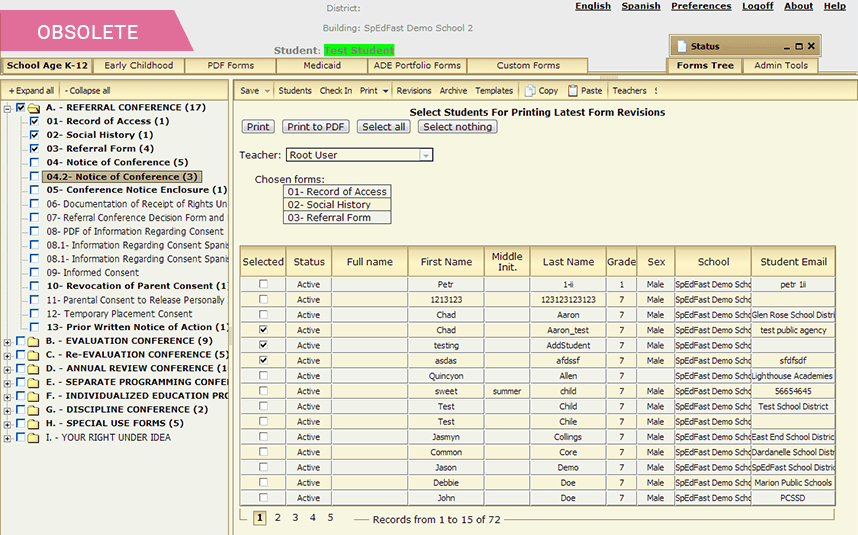 District:
English Spanish Preferences Logoff About Help
OBSOLETE
Building: SpEdFast Demo School 2
Student: Test Student
Status
School Age K-12 Early Childhood PDF Forms Medicaid ADE Portfolio Forms Custom Forms Forms Tree Admin Tools
+Expand all - Collapse all
A. - REFERRAL CONFERENCE (17)
01- Record of Access (1)
02- Social History (1)
03- Referral Form (4)
04- Notice of Conference (5)
04.2- Notice of Conference (3)
05- Conference Notice Enclosure (1)
06- Documentation of Receipt of Rights Un
07- Referral Conference Decision Form and
08- PDF of Information Regarding Consent
08.1- Information Regarding Consent Spanis
08.1- Information Regarding Consent Spanis
09- Informed Consent
10- Revocation of Parent Consent (1
11- Parental Consent to Release Personally
12- Temporary Placement Consent
13- Prior Written Notice of Action (1)
B. - EVALUATION CONFERENCE (9)
C. - Re-EVALUATION CONFERENCE (5)
D. - ANNUAL REVIEW CONFERENCE (1
E. - SEPARATE PROGRAMMING CONFE
F. - INDIVIDUALIZED EDUCATION PRO
G. - DISCIPLINE CONFERENCE (2)
H. - SPECIAL USE FORMS (5)
I. - YOUR RIGHT UNDER IDEA
Save Students Check In Print Revisions Archive Templates Copy Paste Teachers
Select Students For Printing Latest Form Revisions
Print Print to PDF Select all Select nothing
Teacher: Root User
Chosen forms:
01- Record of Access
02- Social History
03- Referral Form
Selected Status Full name First Name Middle Init. Last Name Grade Sex School Student Email
Active Petr 1-ii 1 Male SpEdFast Demo Scho petr 1ii
Active 1213123 123123123123 7 Male SpEdFast Demo Scho
Active Chad Aaron 7 Male SpEdFast Demo Scho Glen Rose School Distri
Active Chad Aaron_test 7 Male SpEdFast Demo Scho test public agency
Active testing AddStudent 7 Male SpEdFast Demo Scho
Active asdas afdssf 7 Male SpEdFast Demo Scho sfdfsdf
Active Quincyon Allen 7 SpEdFast Demo Scho Lighthouse Academies
Active sweet summer child 7 Male SpEdFast Demo Scho 56654645
Active Test Child 7 Male SpEdFast Demo Scho Test School District
Active Test Chile 7 Male SpEdFast Demo Scho
Active Jasmyn Collings 7 Male SpEdFast Demo Scho East End School District
Active Common Core 7 Male SpEdFast Demo Scho Dardanelle School Distri
Active Jason Demo 7 Male SpEdFast Demo Scho SpEdFast School Distri
Active Debbie Doe 7 Male SpEdFast Demo Scho Marion Public Schools
Active John Doe 7 Male SpEdFast Demo Scho PCSSD
1 2 3 4 5 Records from 1 to 15 of 72